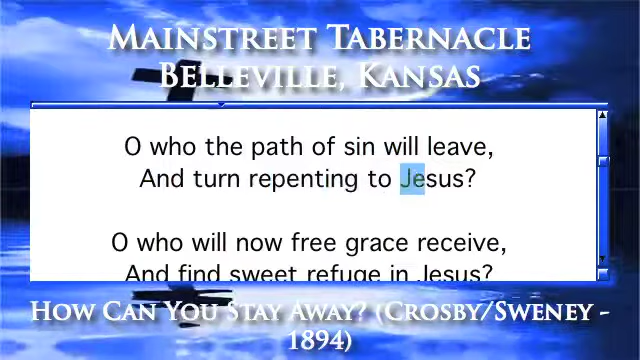 Mainstreet Tabernacle
Belleville, Kansas
O who the path of sin will leave,
And turn repenting to Jesus?
O who will now free grace receive,
And find sweet refuge in Jesus?
How Can You Stay Away? (Crosby/Sweney -
1894)